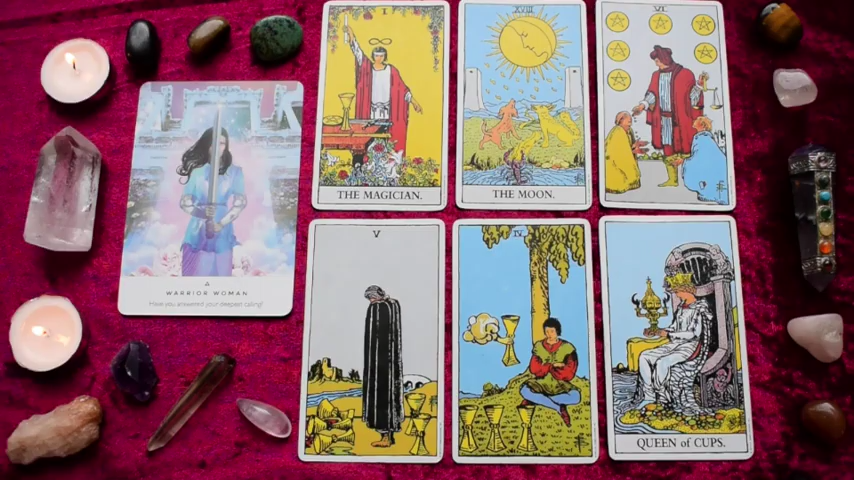 I
THE MAGICIAN.
XVIII
THE MOON.
VI
WARRIOR WOMAN
Have you answered your deepest calling?
V
IV
QUEEN of CUPS.